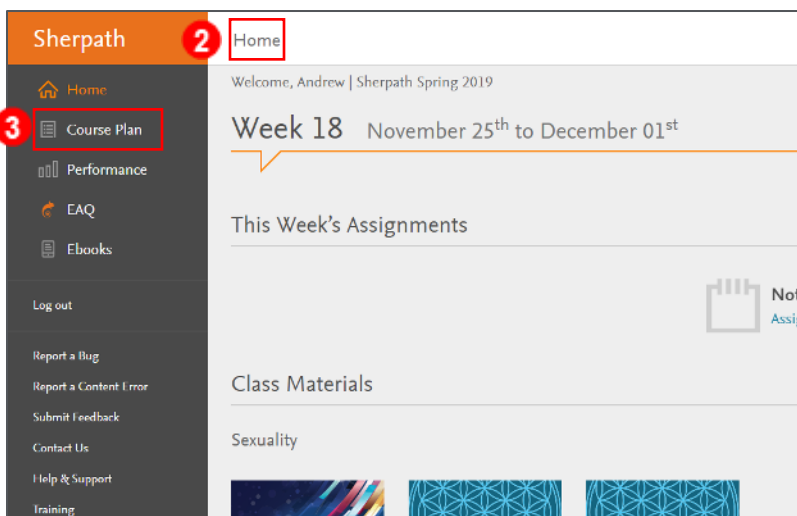 Sherpath
2
Home
Home
3
Course Plan
Performance
EAQ
Ebooks
Log out
Report a Bug
Report a Content Error
Submit Feedback
Contact Us
Help & Support
Training
Welcome, Andrew | Sherpath Spring 2019
Week 18 November 25th to December 01st
This Week's Assignments
Class Materials
Sexuality